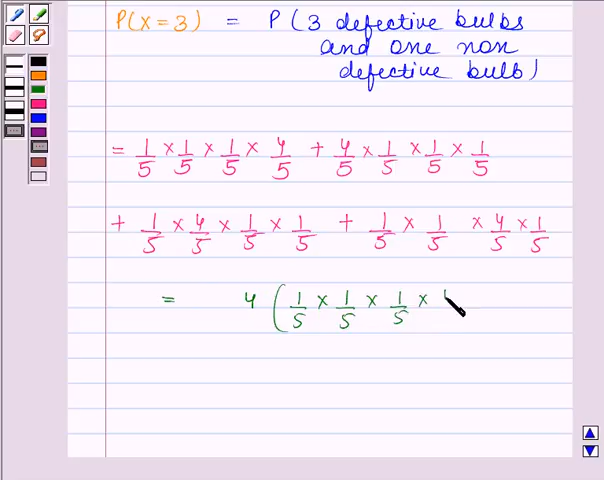 P(X=3) = P(3 defective bulbs
and one non
defective bulb)
= 1/5 × 1/5 × 1/5 × 4/5 + 4/5 × 1/5 × 1/5 × 1/5
+ 1/5 × 4/5 × 1/5 × 1/5 + 1/5 × 1/5 × 4/5 × 1/5
= 4 (1/5 × 1/5 × 1/5 ×